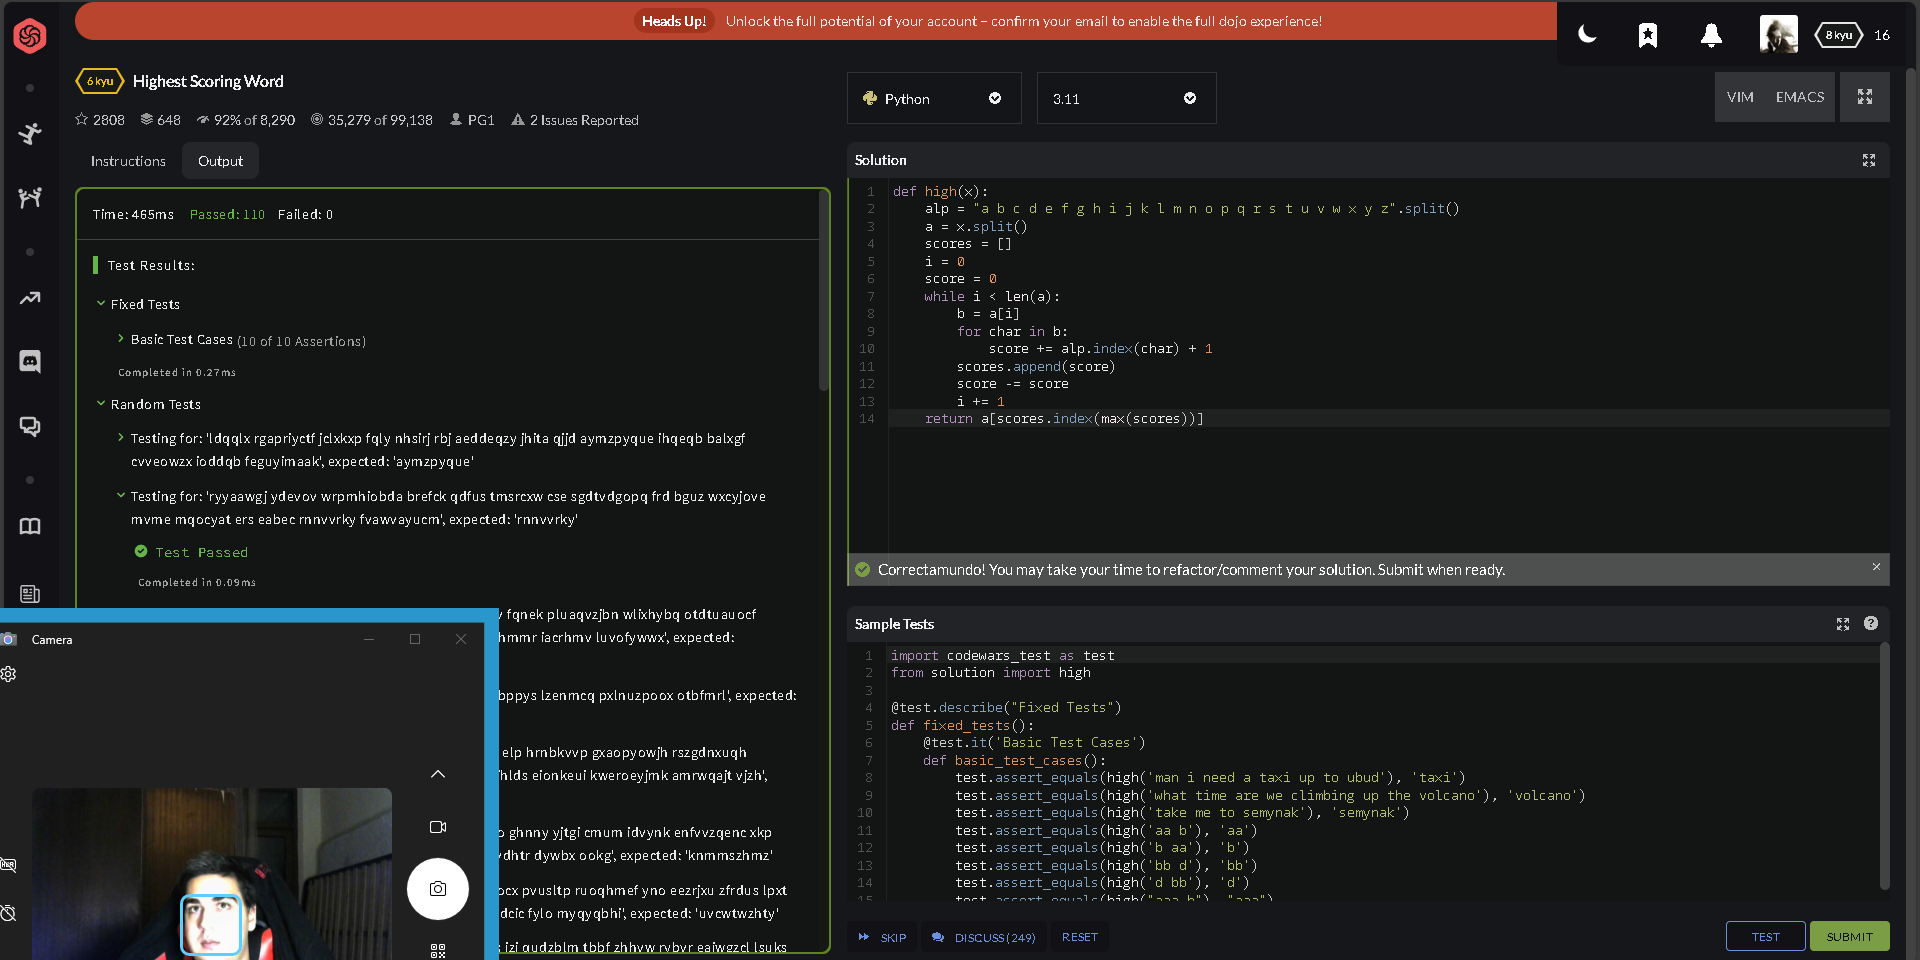 Heads Up! Unlock the full potential of your account – confirm your email to enable the full dojo experience!
8 kyu 16
6 kyu Highest Scoring Word
2808 648 92% of 8,290 35,279 of 99,138 PG1 2 Issues Reported
Instructions Output
Time: 465ms Passed: 110 Failed: 0
Test Results:
Fixed Tests
Basic Test Cases (10 of 10 Assertions)
Completed in 0.27ms
Random Tests
Testing for: 'ldqqlx rgapriyctf jclxkxp fqly nhsirj rbj aeddeqzy jhita qjjd aymzpyque ihqeqb balxgf
cvveowzx ioddqb feguyimaak', expected: 'aymzpyque'
Testing for: 'ryyaawgj ydevov wrpmhiobda brefck qdfus tmsrcxw cse sgdtvdgopq frd bguz wxcyjove
mvme mqocyat ers eabec rnnvvrky fvawvayucm', expected: 'rnnvvrky'
Test Passed
Completed in 0.09ms
fqnek pluaqvzjbn wlixhybq otdtuauocf
hmmr iacrhmv luvofywwx', expected:
bppys lzenmcq pxlnuzpoox otbfmrl', expected:
elp hrnbkvvp gxaopyowjh rszgdnxuqh
hlds eionkeui kweroeyjmk amrwqajt vjzh',
ghnny yjtgi cmum idvynk enfvvzqenc xkp
dhtr dywbx ookg', expected: 'knmmszhmz'
ocx pvusltp ruoqhmef yno eezrjxu zfrdus lpxt
dcic fylo myqyqbhi', expected: 'uvcwtwzhty'
izi qudzblm tbbf zhhvw rybyr eaiwgzcl lsuks
Camera
Python 3.11
VIM EMACS
Solution
1 def high(x):
2 alp = "a b c d e f g h i j k l m n o p q r s t u v w x y z".split()
3 a = x.split()
4 scores = []
5 i = 0
6 score = 0
7 while i < len(a):
8 b = a[i]
9 for char in b:
10 score += alp.index(char) + 1
11 scores.append(score)
12 score -= score
13 i += 1
14 return a[scores.index(max(scores))]
Correctamundo! You may take your time to refactor/comment your solution. Submit when ready.
Sample Tests
1 import codewars_test as test
2 from solution import high
3
4 @test.describe("Fixed Tests")
5 def fixed_tests():
6 @test.it('Basic Test Cases')
7 def basic_test_cases():
8 test.assert_equals(high('man i need a taxi up to ubud'), 'taxi')
9 test.assert_equals(high('what time are we climbing up the volcano'), 'volcano')
10 test.assert_equals(high('take me to semynak'), 'semynak')
11 test.assert_equals(high('aa b'), 'aa')
12 test.assert_equals(high('b aa'), 'b')
13 test.assert_equals(high('bb d'), 'bb')
14 test.assert_equals(high('d bb'), 'd')
15 test.assert_equals(high("aaa b"), "aaa")
SKIP DISCUSS (249) RESET TEST SUBMIT